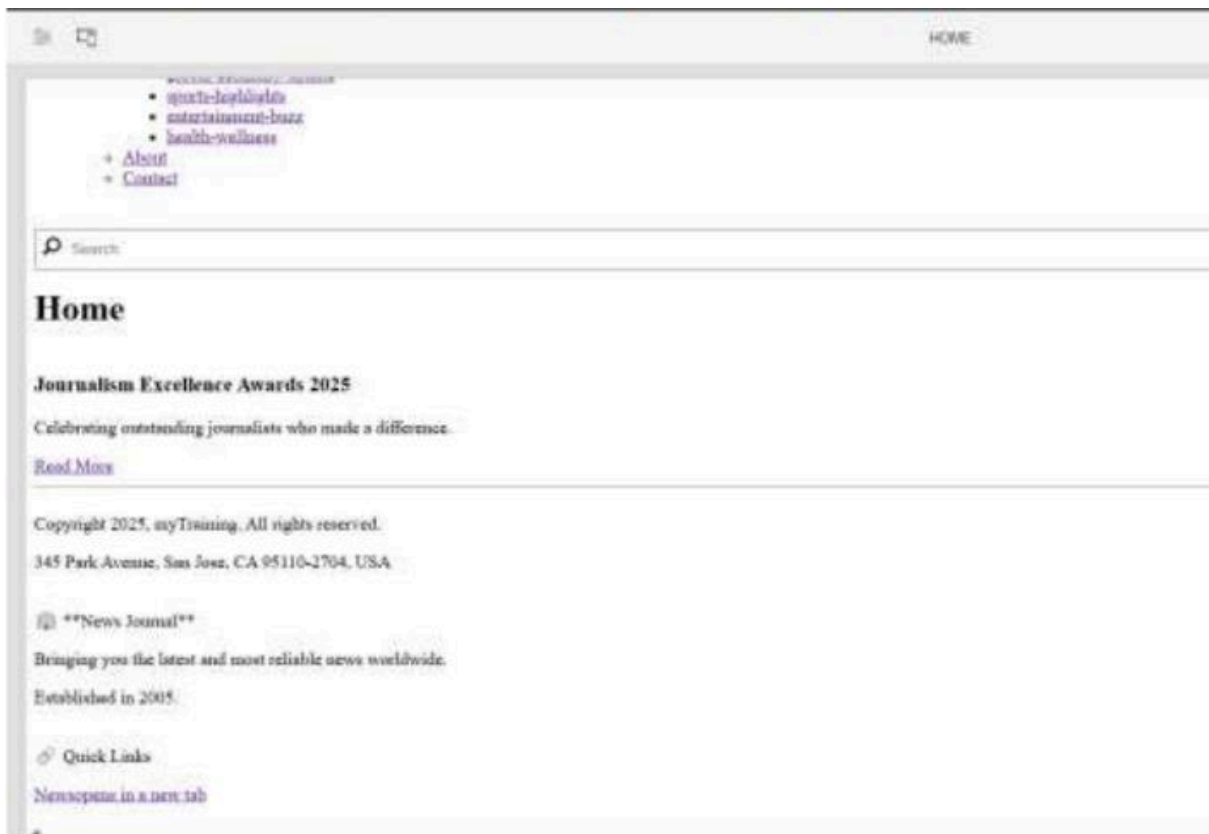 HOME
sports-highlights
entertainment-buzz
health-wellness
About
Contact
Search
Home
Journalism Excellence Awards 2025
Celebrating outstanding journalists who made a difference.
Read More
Copyright 2025, myTraining. All rights reserved.
345 Park Avenue, San Jose, CA 95110-2704, USA
**News Journal**
Bringing you the latest and most reliable news worldwide.
Established in 2005.
Quick Links
Newsopens in a new tab